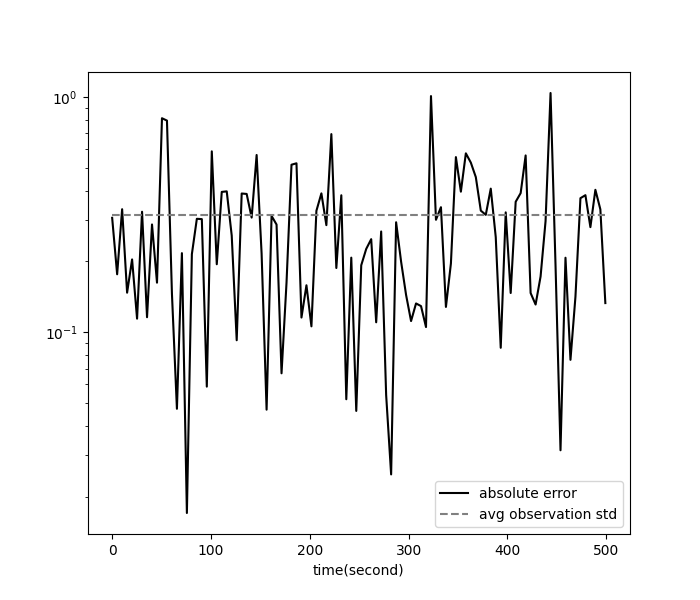 10⁰
10⁻¹
0 100 200 300 400 500
time(second)
absolute error
avg observation std